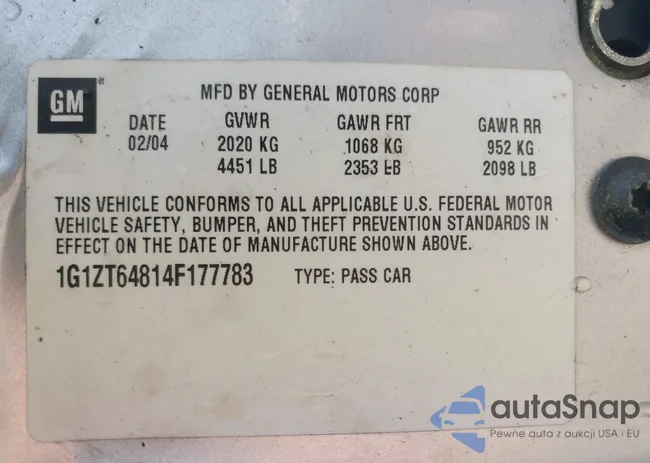 GM
®
MFD BY GENERAL MOTORS CORP
DATE GVWR GAWR FRT GAWR RR
02/04 2020 KG 1068 KG 952 KG
4451 LB 2353 LB 2098 LB
THIS VEHICLE CONFORMS TO ALL APPLICABLE U.S. FEDERAL MOTOR
VEHICLE SAFETY, BUMPER, AND THEFT PREVENTION STANDARDS IN
EFFECT ON THE DATE OF MANUFACTURE SHOWN ABOVE.
1G1ZT64814F177783 TYPE: PASS CAR
autoSnap
Pewne auta z aukcji USA i EU